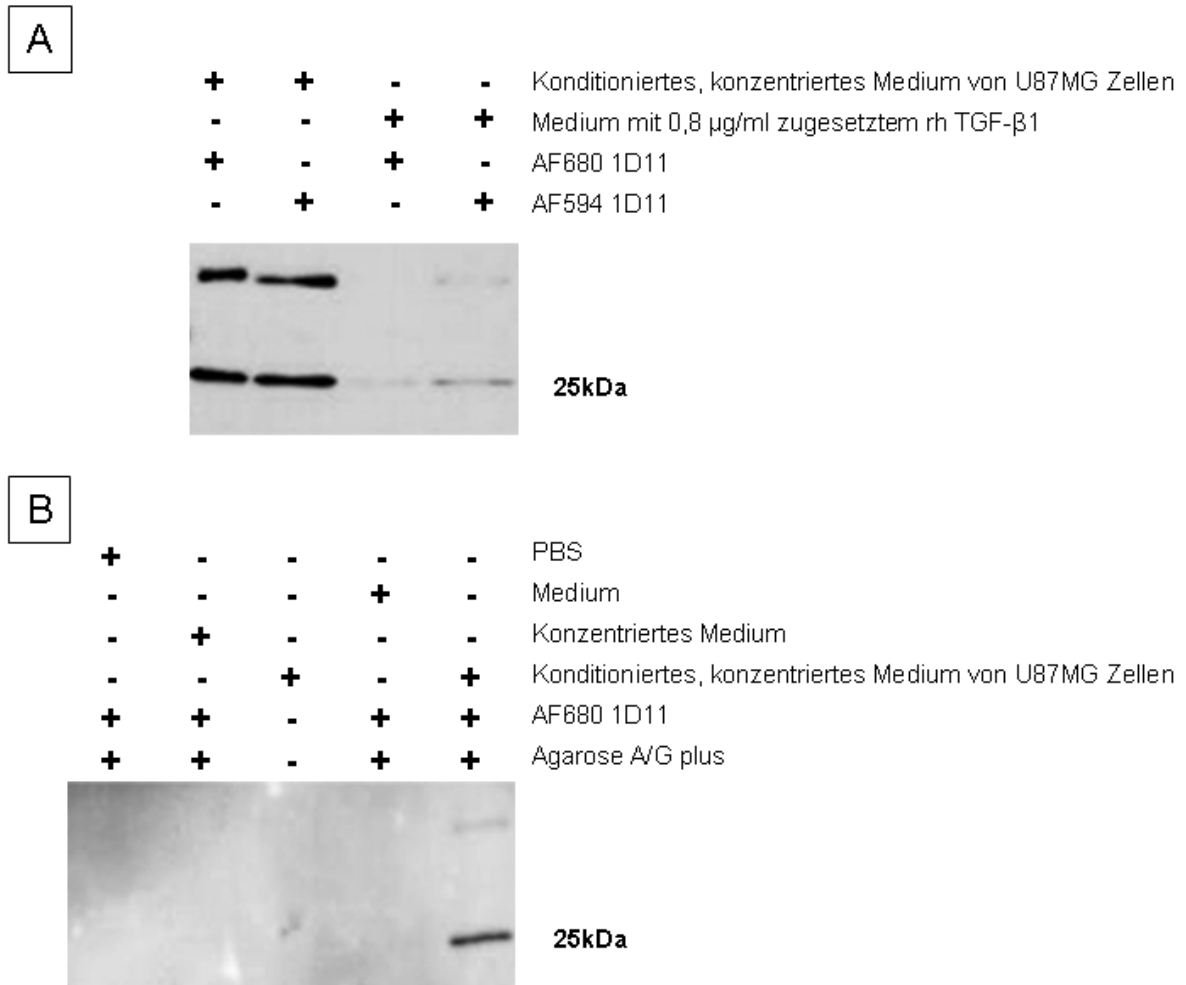 A
+ + - - Konditioniertes, konzentriertes Medium von U87MG Zellen
- - + + Medium mit 0,8 µg/ml zugesetztem rh TGF-β1
+ - + - AF680 1D11
- + - + AF594 1D11
25kDa
B
+ - - - - PBS
- - - + - Medium
- + - - - Konzentriertes Medium
- - + - + Konditioniertes, konzentriertes Medium von U87MG Zellen
+ + - + + AF680 1D11
+ + - + + Agarose A/G plus
25kDa